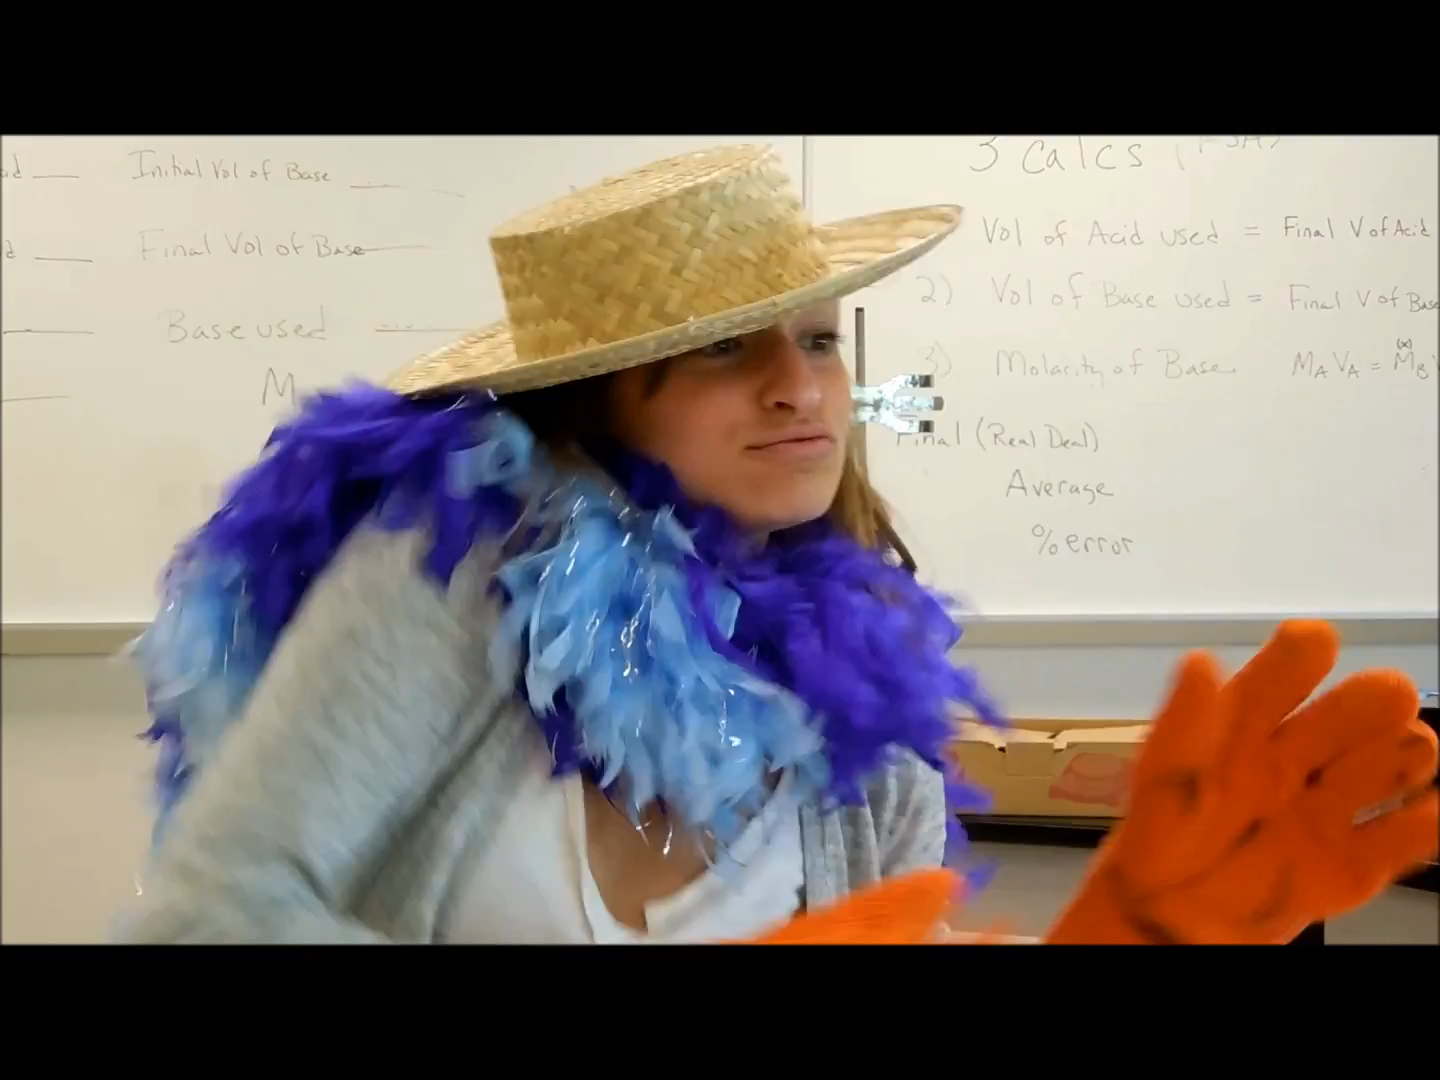 Initial Vol of Base
Final Vol of Base
Base used
M
3 Calcs
Vol of Acid used = Final V of Acid
2) Vol of Base used = Final V of Base
3) Molarity of Base MAVA = MB
(x)
Final (Real Deal)
Average
% error